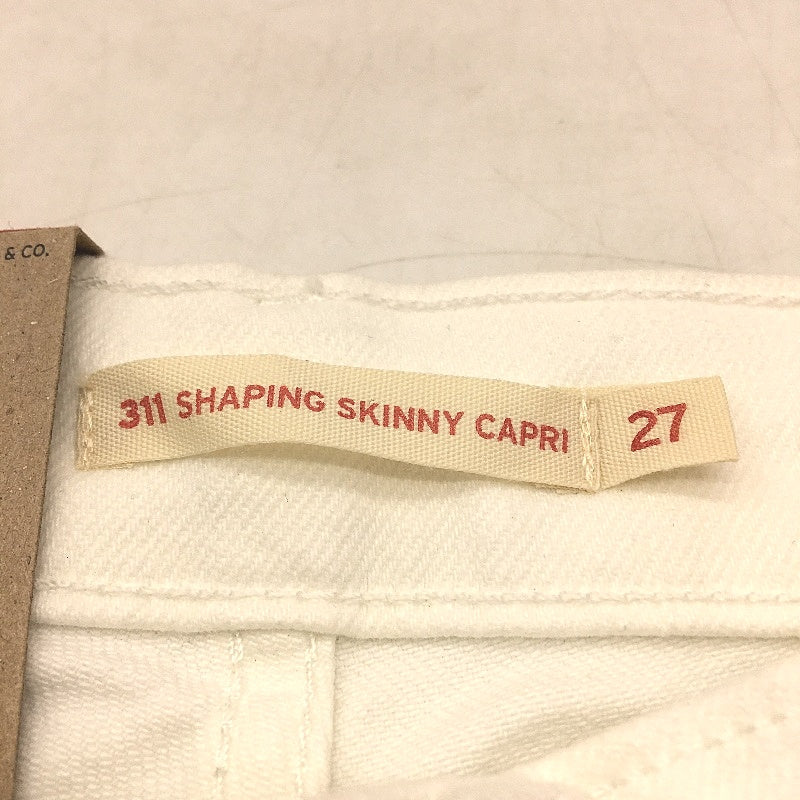 & CO.
311 SHAPING SKINNY CAPRI 27